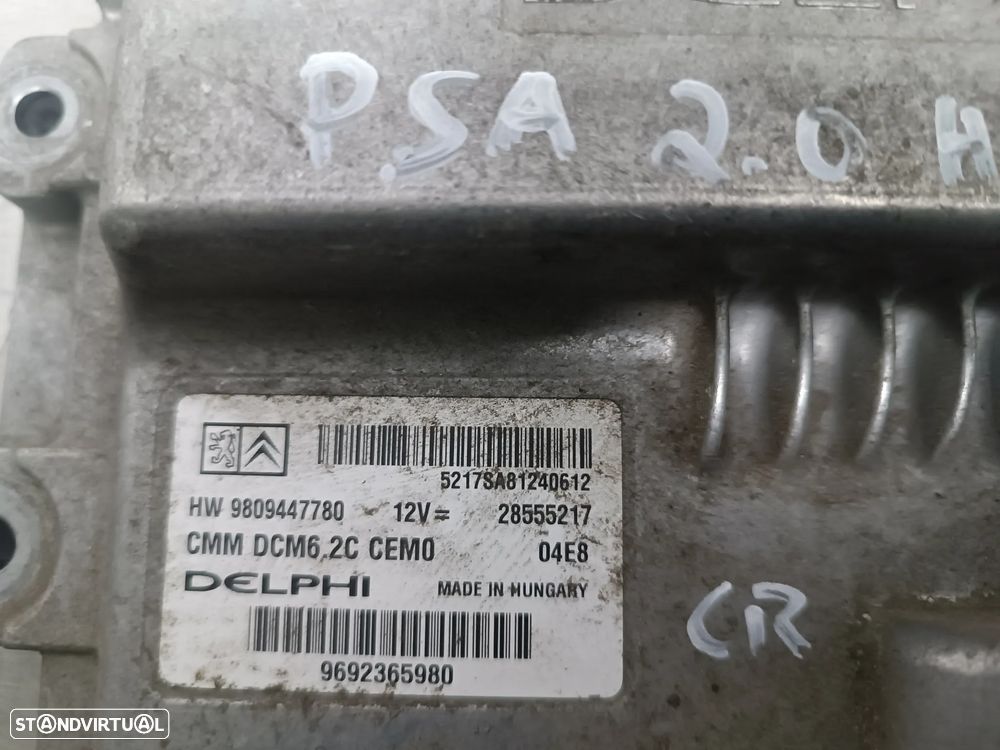 PSA 2.0 H
5217SA81240612
HW 9809447780 12V= 28555217
CMM DCM6.2C CEM0 04E8
DELPHI MADE IN HUNGARY
9692365980
CR
STANDVIRTUAL